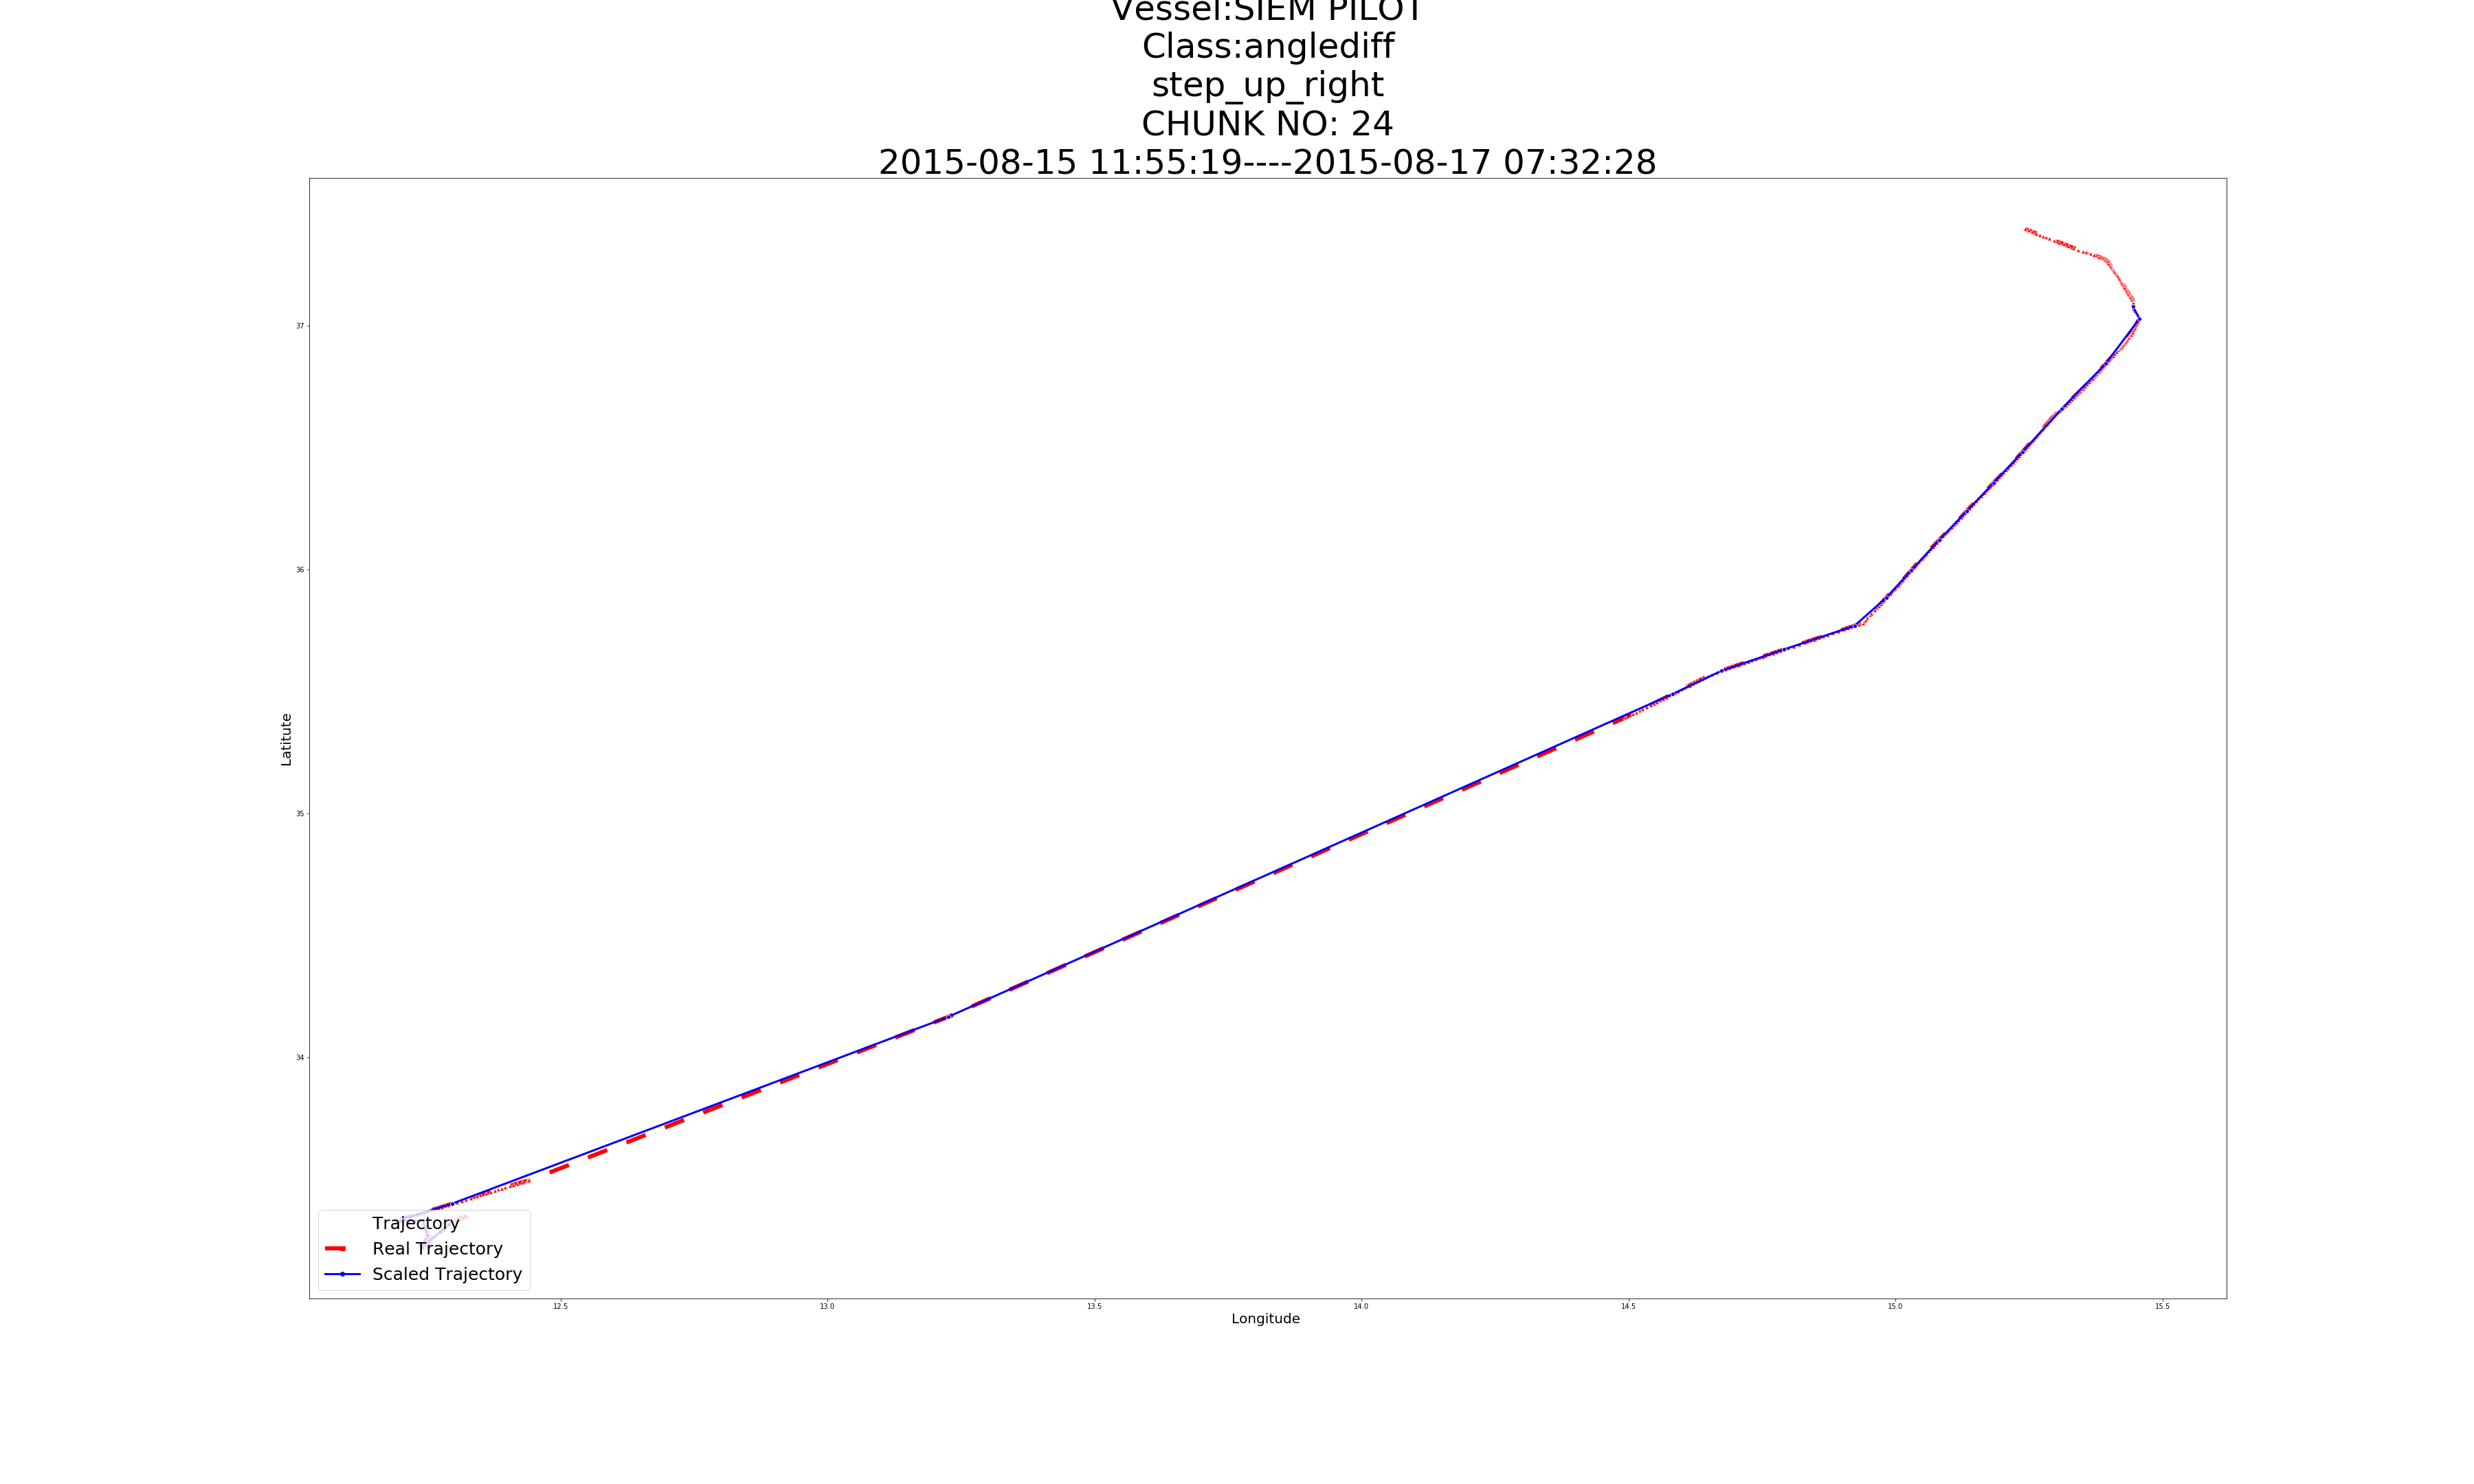 Vessel:SIEM PILOT
Class:anglediff
step_up_right
CHUNK NO: 24
2015-08-15 11:55:19----2015-08-17 07:32:28
37
36
35
34
Latitute
Trajectory
Real Trajectory
Scaled Trajectory
12.5
13.0
13.5
14.0
14.5
15.0
15.5
Longitude